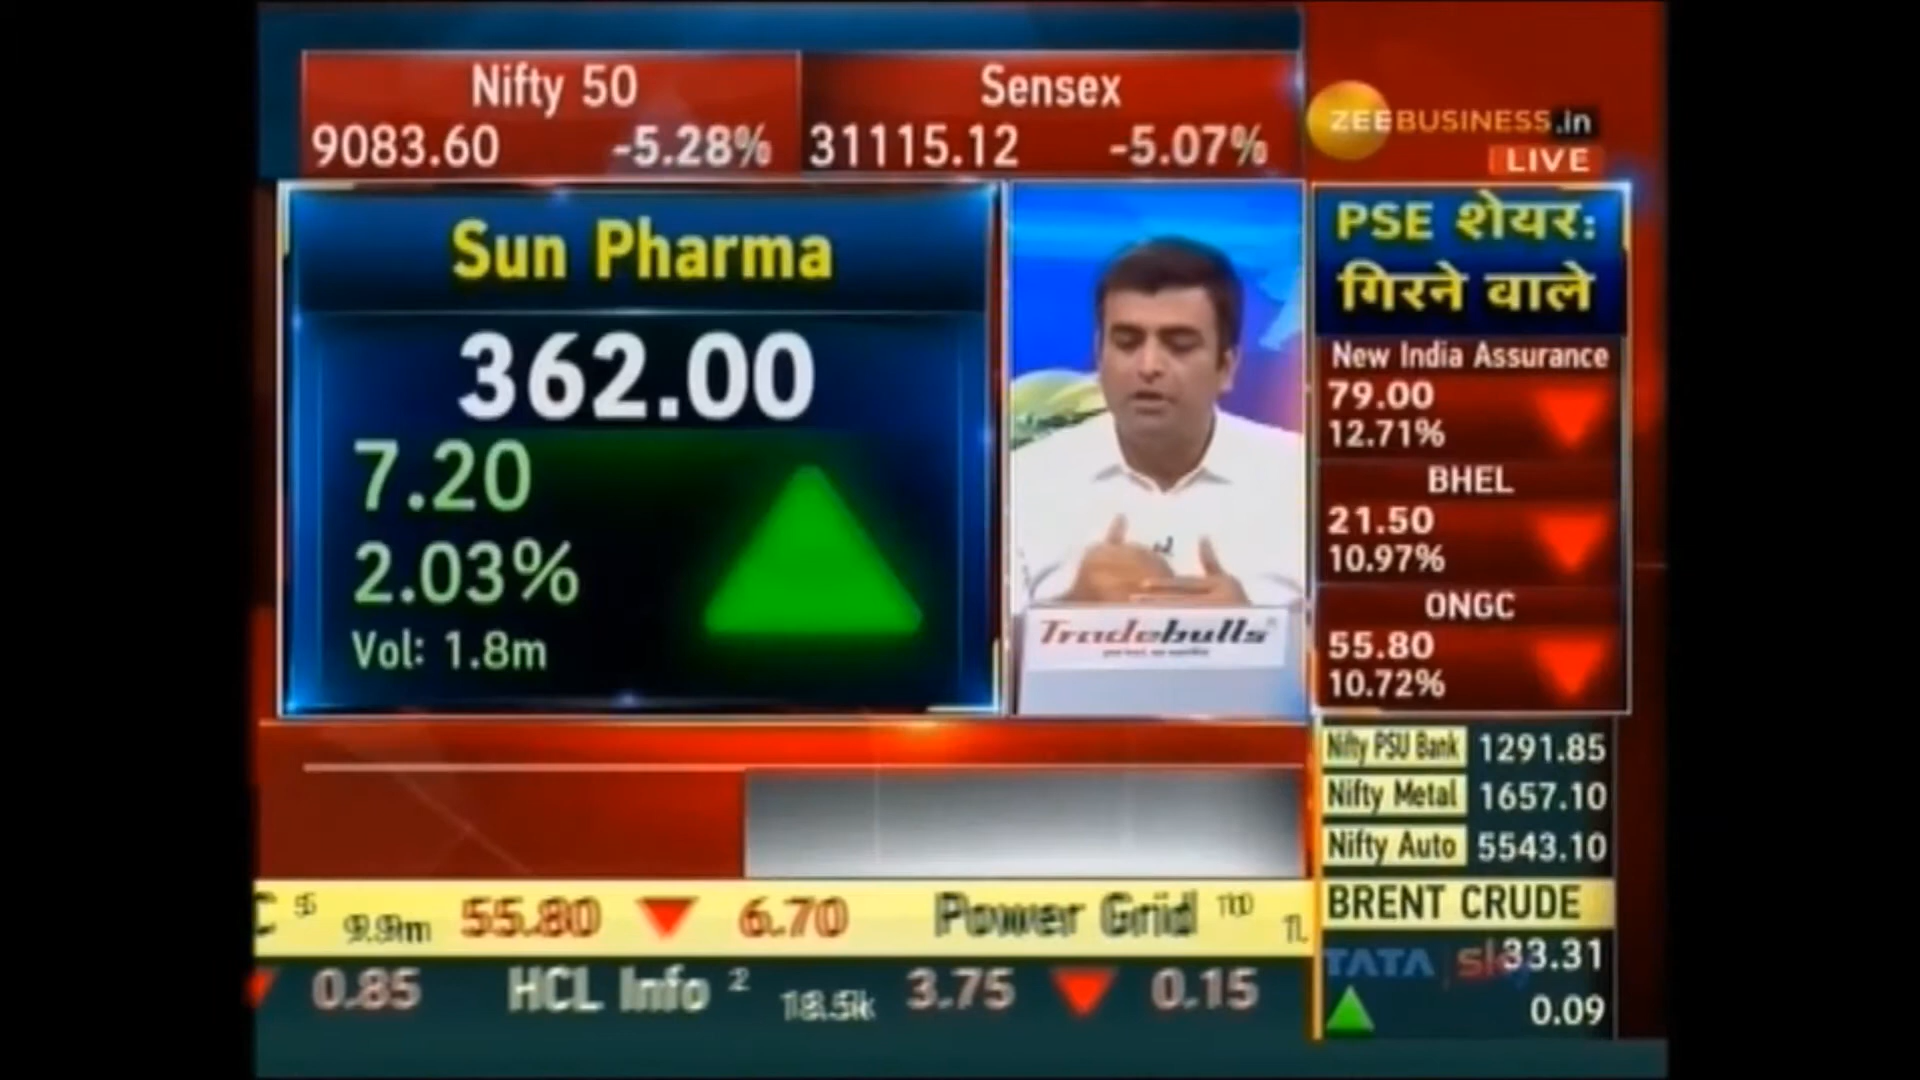 Nifty 50
9083.60 -5.28%
Sensex
31115.12 -5.07%
ZEEBUSINESS.in
LIVE
Sun Pharma
362.00
7.20
2.03%
Vol: 1.8m
Tradebulls
PSE शेयर:
गिरने वाले
New India Assurance
79.00
12.71%
BHEL
21.50
10.97%
ONGC
55.80
10.72%
Nifty PSU Bank 1291.85
Nifty Metal 1657.10
Nifty Auto 5543.10
BRENT CRUDE
33.31
TATA sky
0.09
C 9.9m 55.80 6.70 Power Grid
0.85 HCL Info 2 18.5k 3.75 0.15